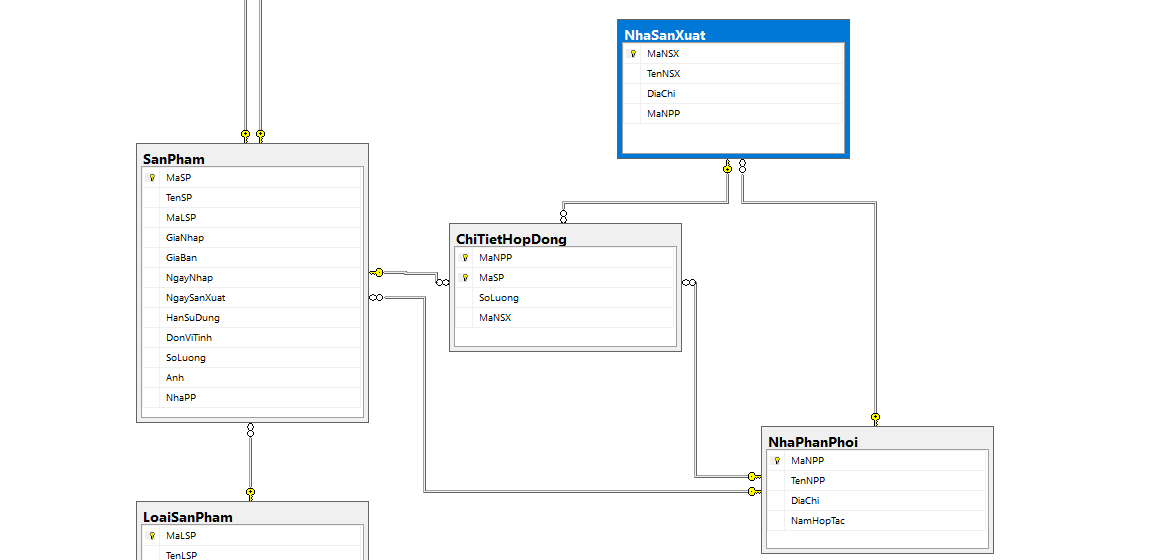 NhaSanXuat
MaNSX
TenNSX
DiaChi
MaNPP
SanPham
MaSP
TenSP
MaLSP
GiaNhap
GiaBan
NgayNhap
NgaySanXuat
HanSuDung
DonViTinh
SoLuong
Anh
NhaPP
ChiTietHopDong
MaNPP
MaSP
SoLuong
MaNSX
NhaPhanPhoi
MaNPP
TenNPP
DiaChi
NamHopTac
LoaiSanPham
MaLSP
TenLSP